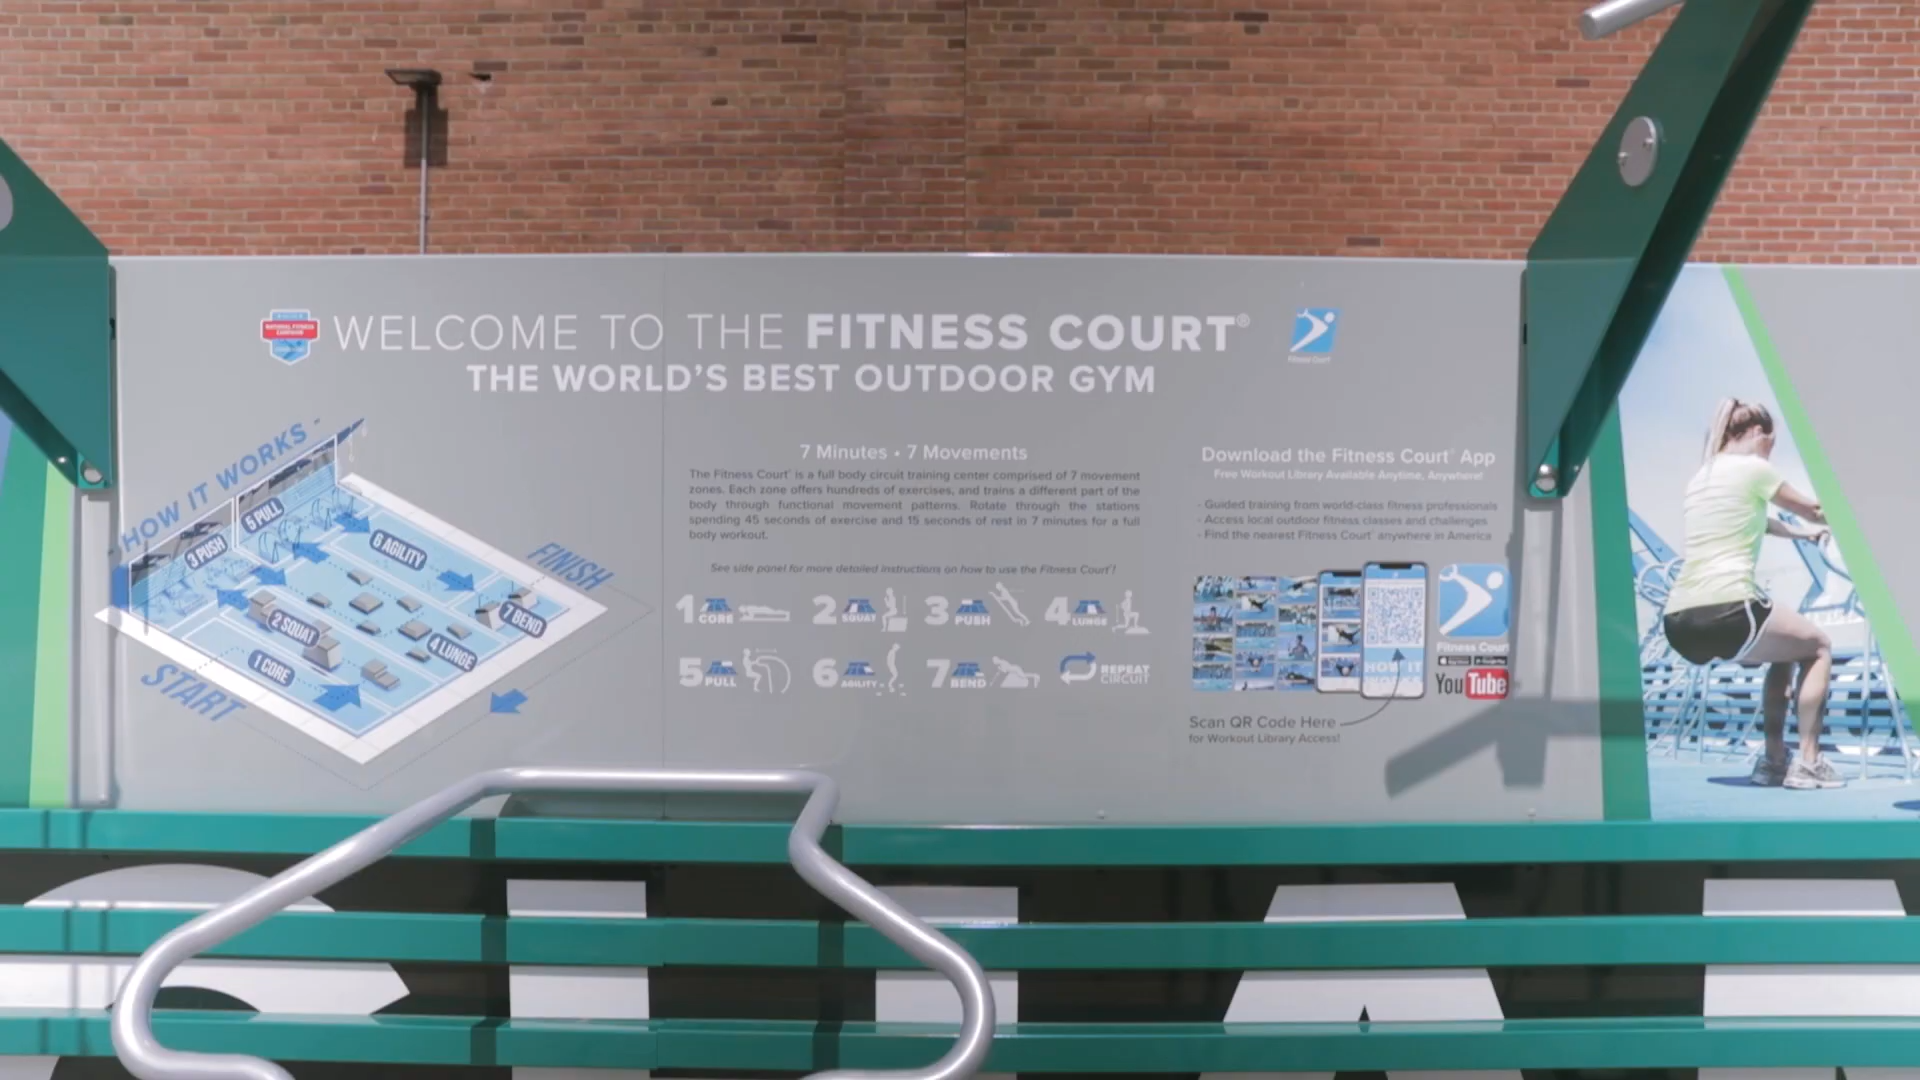 NATIONAL FITNESS
CAMPAIGN
WELCOME TO THE FITNESS COURT®
THE WORLD'S BEST OUTDOOR GYM
Fitness Court
- HOW IT WORKS -
5 PULL
3 PUSH
6 AGILITY
FINISH
7 BEND
2 SQUAT
4 LUNGE
1 CORE
START
7 Minutes • 7 Movements
The Fitness Court® is a full body circuit training center comprised of 7 movement
zones. Each zone offers hundreds of exercises, and trains a different part of the
body through functional movement patterns. Rotate through the stations
spending 45 seconds of exercise and 15 seconds of rest in 7 minutes for a full
body workout.
See side panel for more detailed instructions on how to use the Fitness Court®!
1 CORE
2 SQUAT
3 PUSH
4 LUNGE
5 PULL
6 AGILITY
7 BEND
REPEAT
CIRCUIT
Download the Fitness Court® App
Free Workout Library Available Anytime, Anywhere!
- Guided training from world-class fitness professionals
- Access local outdoor fitness classes and challenges
- Find the nearest Fitness Court® anywhere in America
HOW IT
WORKS
Fitness Court
YouTube
Scan QR Code Here
for Workout Library Access!